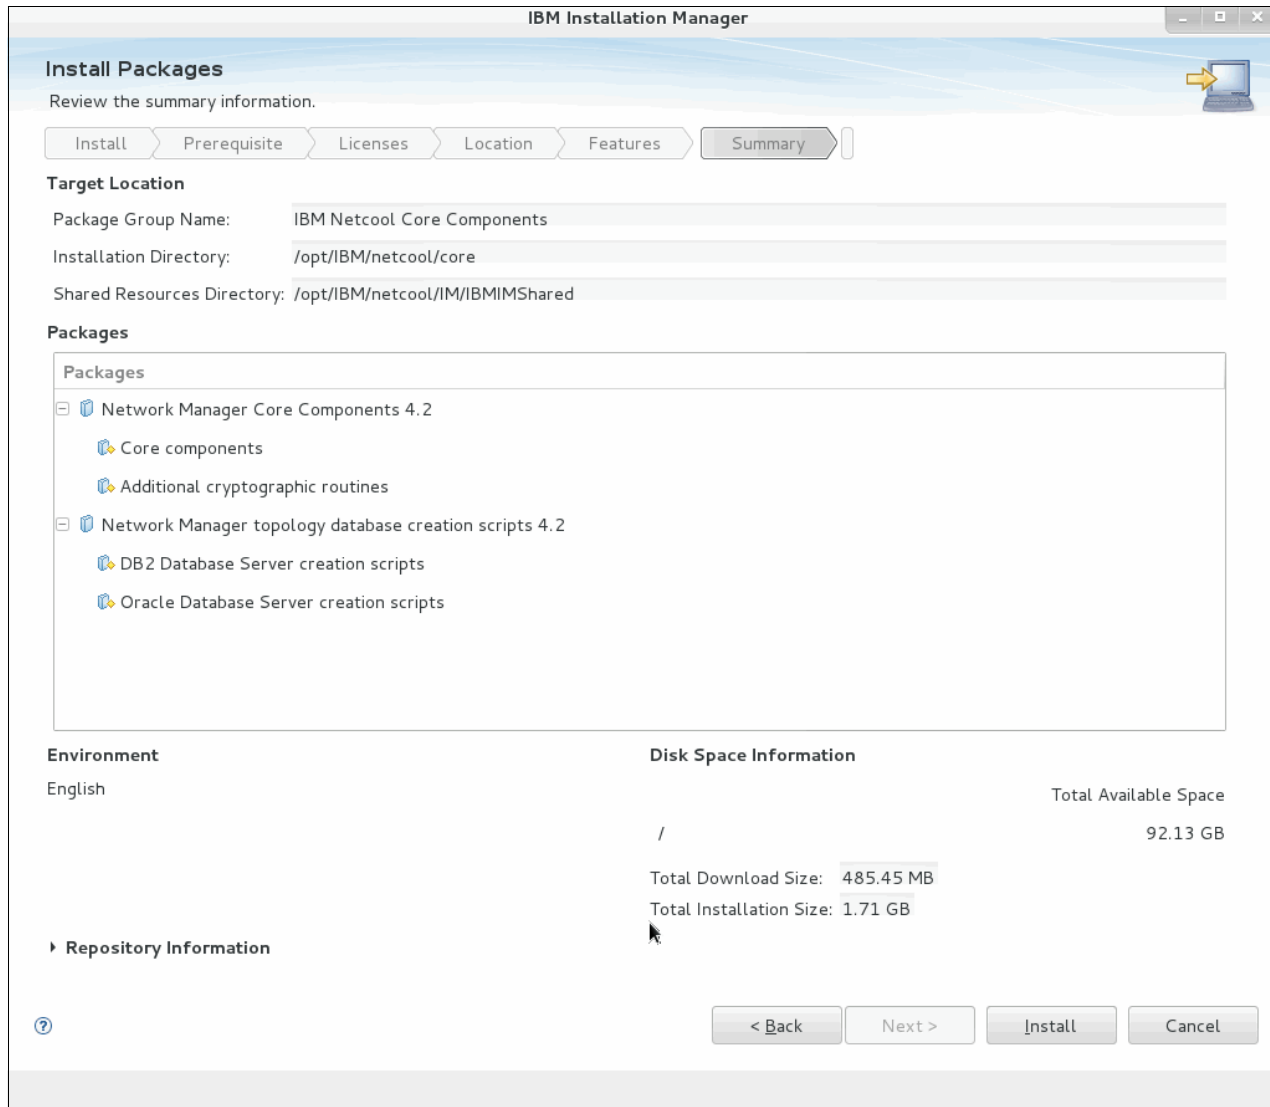 IBM Installation Manager
Install Packages
Review the summary information.
Install Prerequisite Licenses Location Features Summary
Target Location
Package Group Name: IBM Netcool Core Components
Installation Directory: /opt/IBM/netcool/core
Shared Resources Directory: /opt/IBM/netcool/IM/IBMIMShared
Packages
Packages
Network Manager Core Components 4.2
Core components
Additional cryptographic routines
Network Manager topology database creation scripts 4.2
DB2 Database Server creation scripts
Oracle Database Server creation scripts
Environment Disk Space Information
English
Total Available Space
/ 92.13 GB
Total Download Size: 485.45 MB
Total Installation Size: 1.71 GB
Repository Information
? < Back Next > Install Cancel